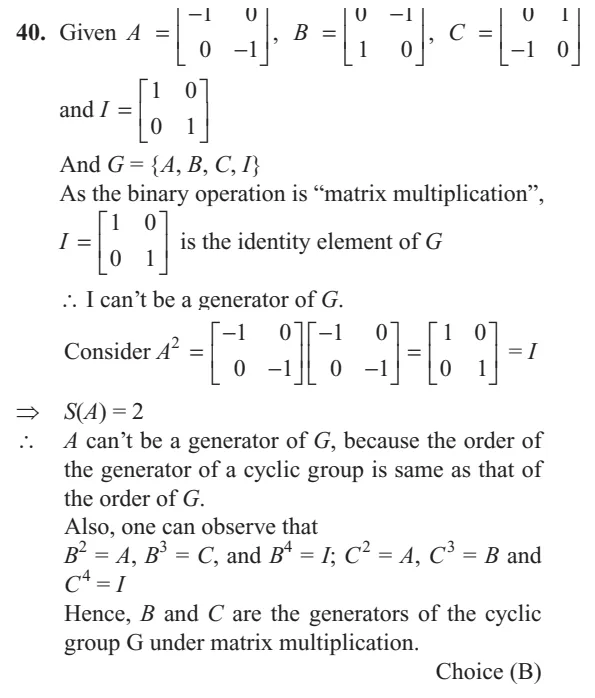 40. Given A = [−1 0; 0 −1], B = [0 −1; 1 0], C = [0 1; −1 0]
and I = [1 0; 0 1]
And G = {A, B, C, I}
As the binary operation is “matrix multiplication”,
I = [1 0; 0 1] is the identity element of G
∴ I can’t be a generator of G.
Consider A² = [−1 0; 0 −1] [−1 0; 0 −1] = [1 0; 0 1] = I
⇒ S(A) = 2
∴ A can’t be a generator of G, because the order of
the generator of a cyclic group is same as that of
the order of G.
Also, one can observe that
B² = A, B³ = C, and B⁴ = I; C² = A, C³ = B and
C⁴ = I
Hence, B and C are the generators of the cyclic
group G under matrix multiplication.
Choice (B)